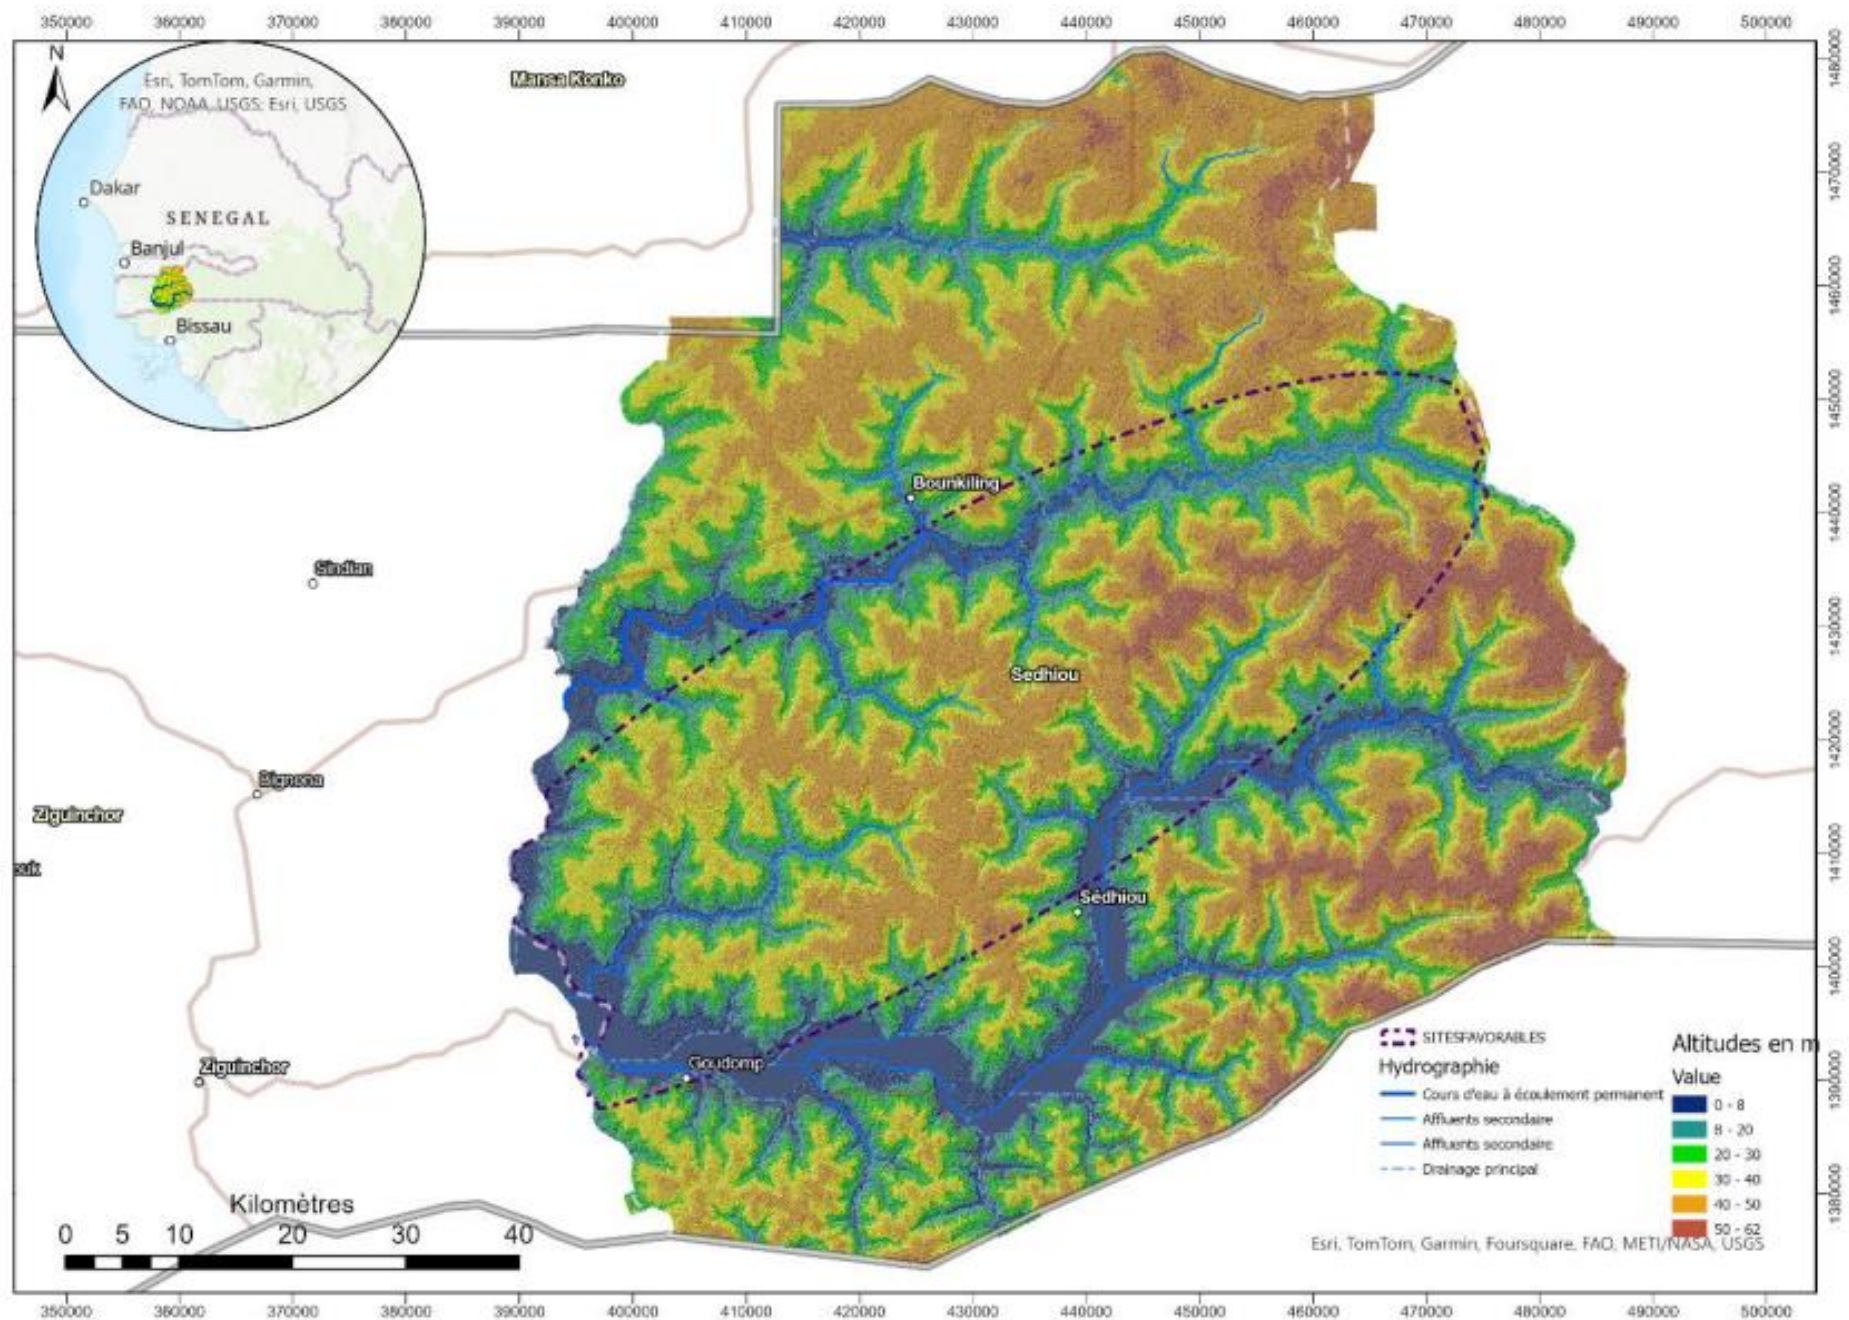 350000 360000 370000 380000 390000 400000 410000 420000 430000 440000 450000 460000 470000 480000 490000 500000
N
Esri, TomTom, Garmin,
FAO, NOAA, USGS; Esri, USGS
Dakar
SENEGAL
Banjul
Bissau
Mansa Konko
1480000
1470000
1460000
1450000
1440000
1430000
1420000
1410000
1400000
1390000
1380000
Bounkiling
Sindian
Sedhiou
Bignona
Ziguinchor
Sédhiou
Goudomp
Ziguinchor
SITESFAVORABLES
Hydrographie
Cours d'eau à écoulement permanent
Affluents secondaire
Affluents secondaire
Drainage principal
Altitudes en m
Value
0 - 8
8 - 20
20 - 30
30 - 40
40 - 50
50 - 62
Kilomètres
0 5 10 20 30 40
Esri, TomTom, Garmin, Foursquare, FAO, METI/NASA, USGS
350000 360000 370000 380000 390000 400000 410000 420000 430000 440000 450000 460000 470000 480000 490000 500000